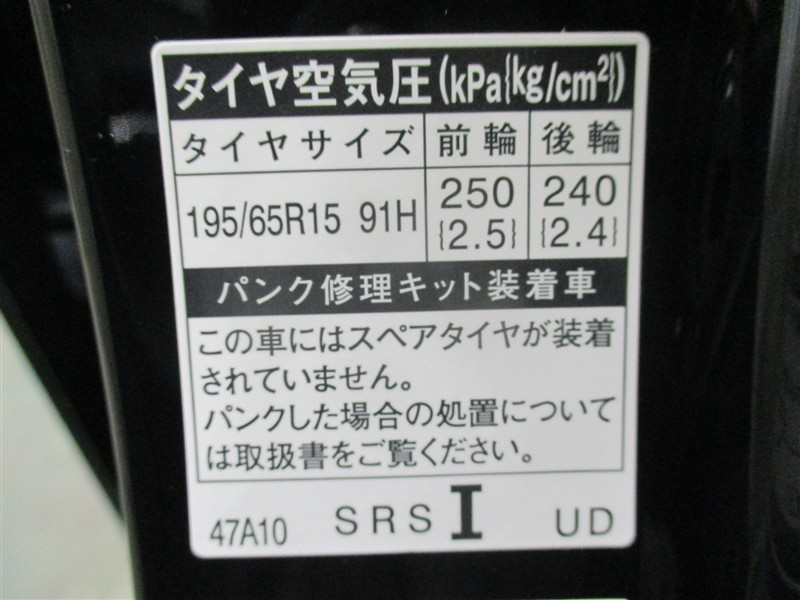 タイヤ空気圧(kPa{kg/cm²})
タイヤサイズ 前輪 後輪
195/65R15 91H 250 240
{2.5} {2.4}
パンク修理キット装着車
この車にはスペアタイヤが装着
されていません。
パンクした場合の処置について
は取扱書をご覧ください。
47A10 SRS I UD